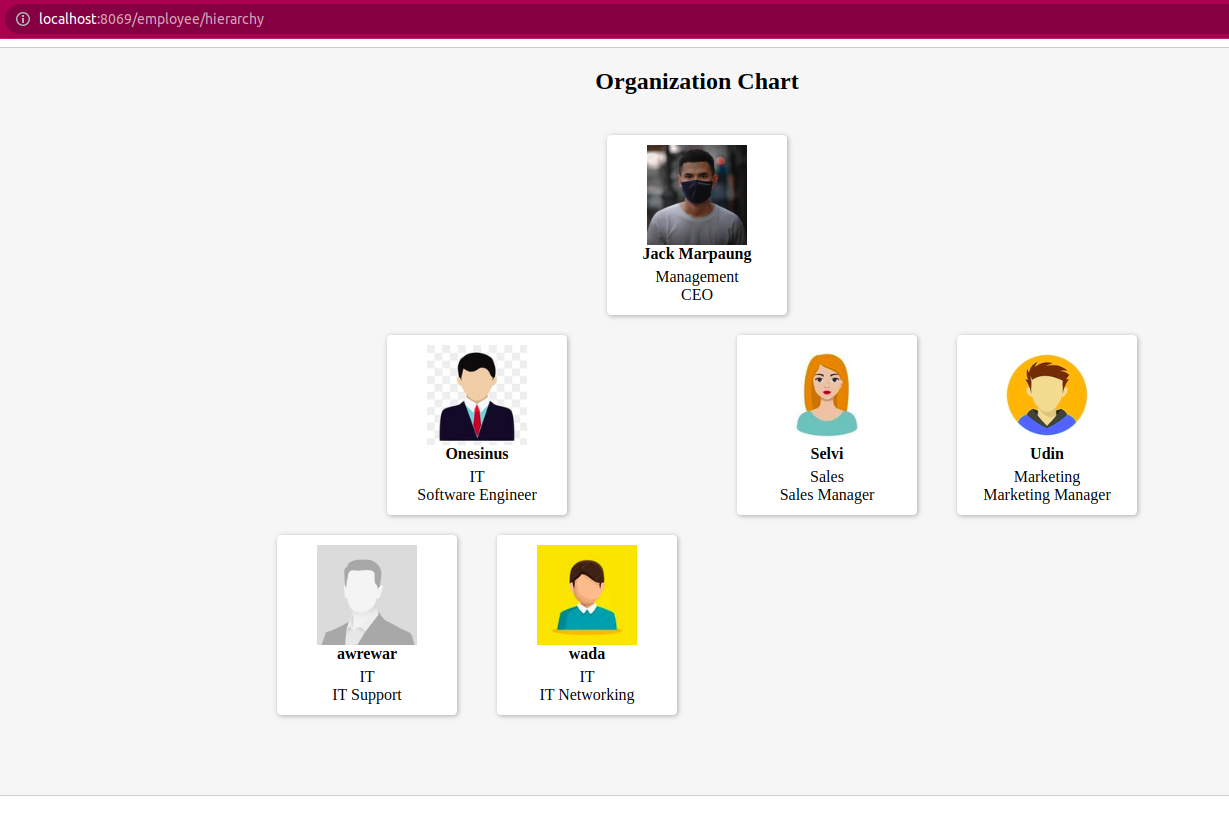 localhost:8069/employee/hierarchy
Organization Chart
Jack Marpaung
Management
CEO
Onesinus
IT
Software Engineer
Selvi
Sales
Sales Manager
Udin
Marketing
Marketing Manager
awrewar
IT
IT Support
wada
IT
IT Networking